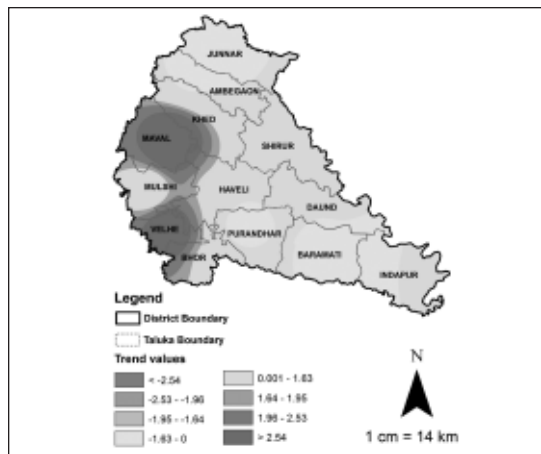 JUNNAR
AMBEGAON
KHED
MAVAL
SHIRUR
MULSHI
HAVELI
DAUND
VELHE
PURANDHAR
BHOR
BARAMATI
INDAPUR
Legend
District Boundary
Taluka Boundary
Trend values
< -2.54
-2.53 - -1.96
-1.95 - -1.64
-1.63 - 0
0.001 - 1.63
1.64 - 1.95
1.96 - 2.53
> 2.54
N
1 cm = 14 km